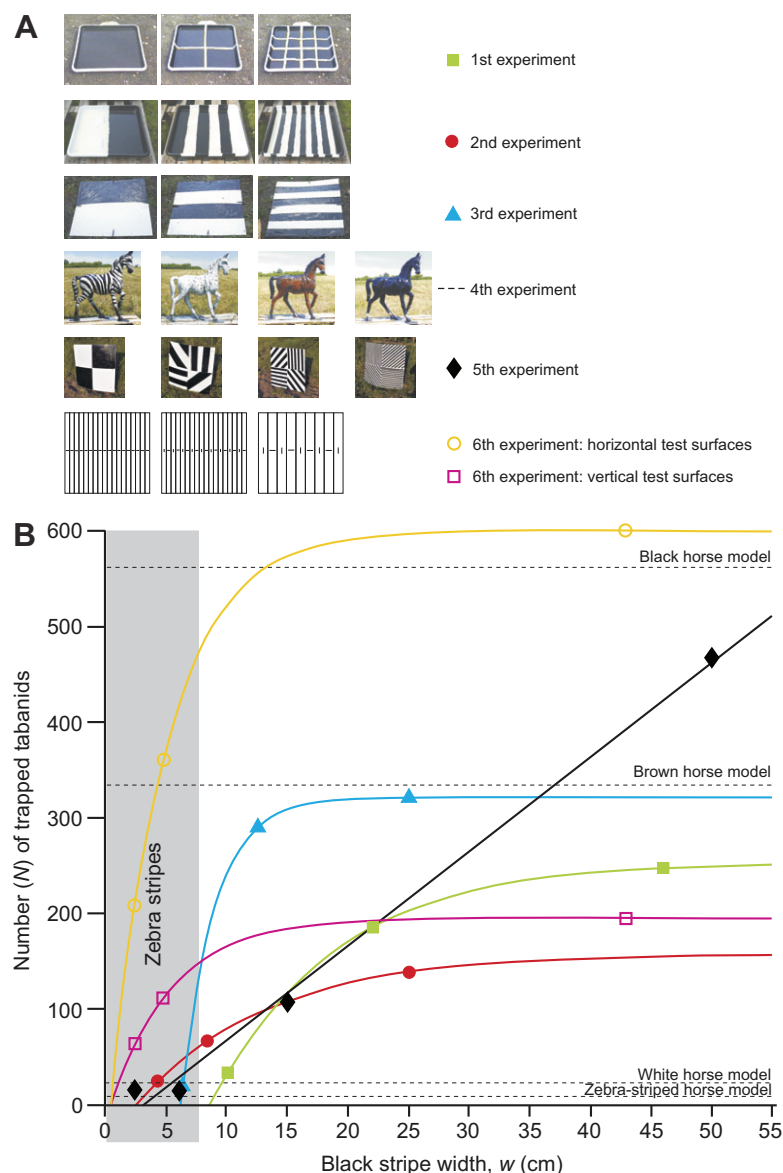 A
1st experiment
2nd experiment
3rd experiment
4th experiment
5th experiment
6th experiment: horizontal test surfaces
6th experiment: vertical test surfaces
B
600
Black horse model
500
400
Brown horse model
300
Zebra stripes
200
100
White horse model
Zebra-striped horse model
0
Number (N) of trapped tabanids
0 5 10 15 20 25 30 35 40 45 50 55
Black stripe width, w (cm)